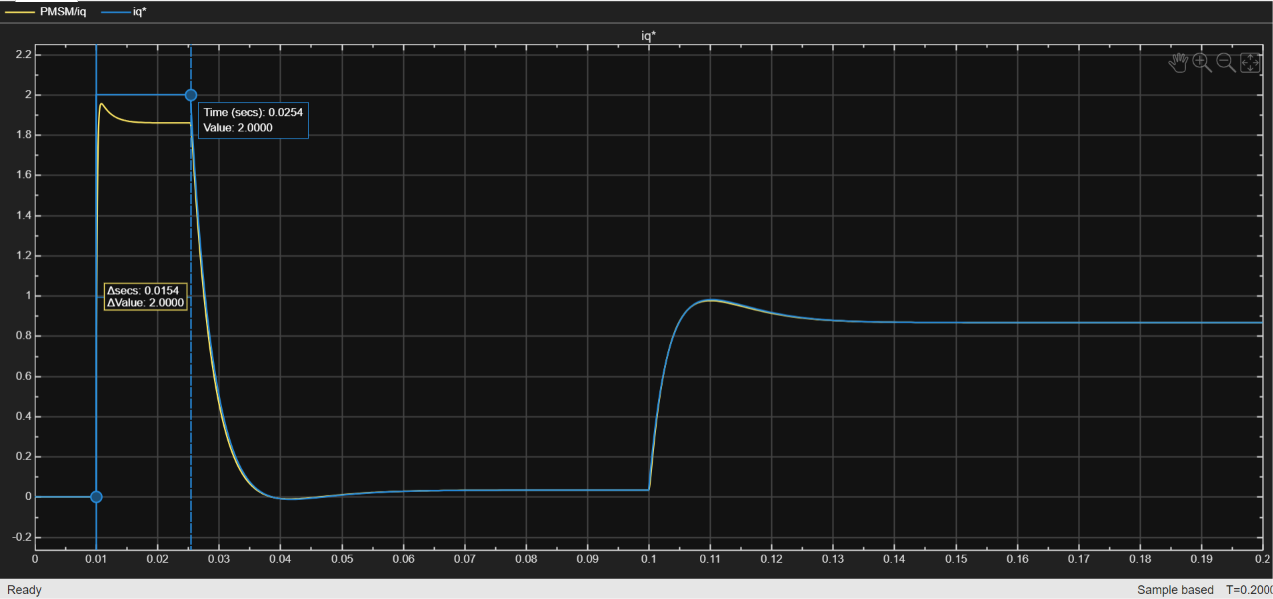 PMSM/iq iq*
iq*
2.2
2
1.8
1.6
1.4
1.2
1
0.8
0.6
0.4
0.2
0
-0.2
Time (secs): 0.0254
Value: 2.0000
Δsecs: 0.0154
ΔValue: 2.0000
0 0.01 0.02 0.03 0.04 0.05 0.06 0.07 0.08 0.09 0.1 0.11 0.12 0.13 0.14 0.15 0.16 0.17 0.18 0.19 0.2
Ready Sample based T=0.200